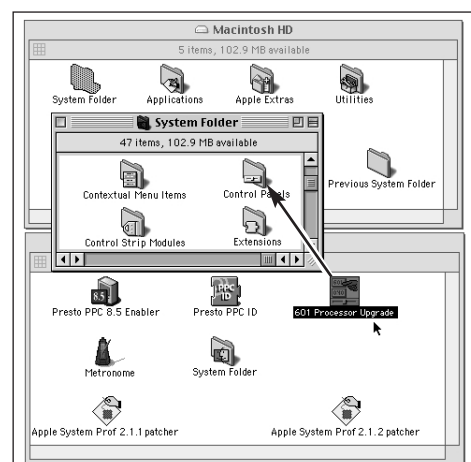 Macintosh HD
5 items, 102.9 MB available
System Folder
Applications
Apple Extras
Utilities
System Folder
47 items, 102.9 MB available
Previous System Folder
Contextual Menu Items
Control Panels
Control Strip Modules
Extensions
8.5
PPC ID
Presto PPC 8.5 Enabler
Presto PPC ID
601 Processor Upgrade
Metronome
System Folder
Apple System Prof 2.1.1 patcher
Apple System Prof 2.1.2 patcher